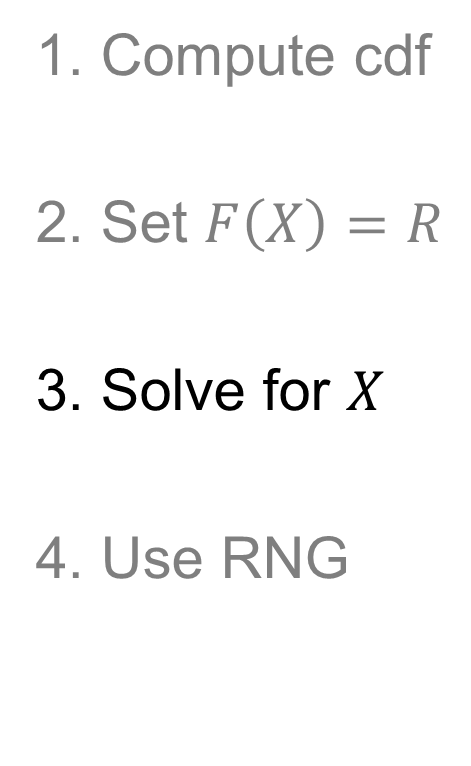 1. Compute cdf
2. Set F(X) = R
3. Solve for X
4. Use RNG